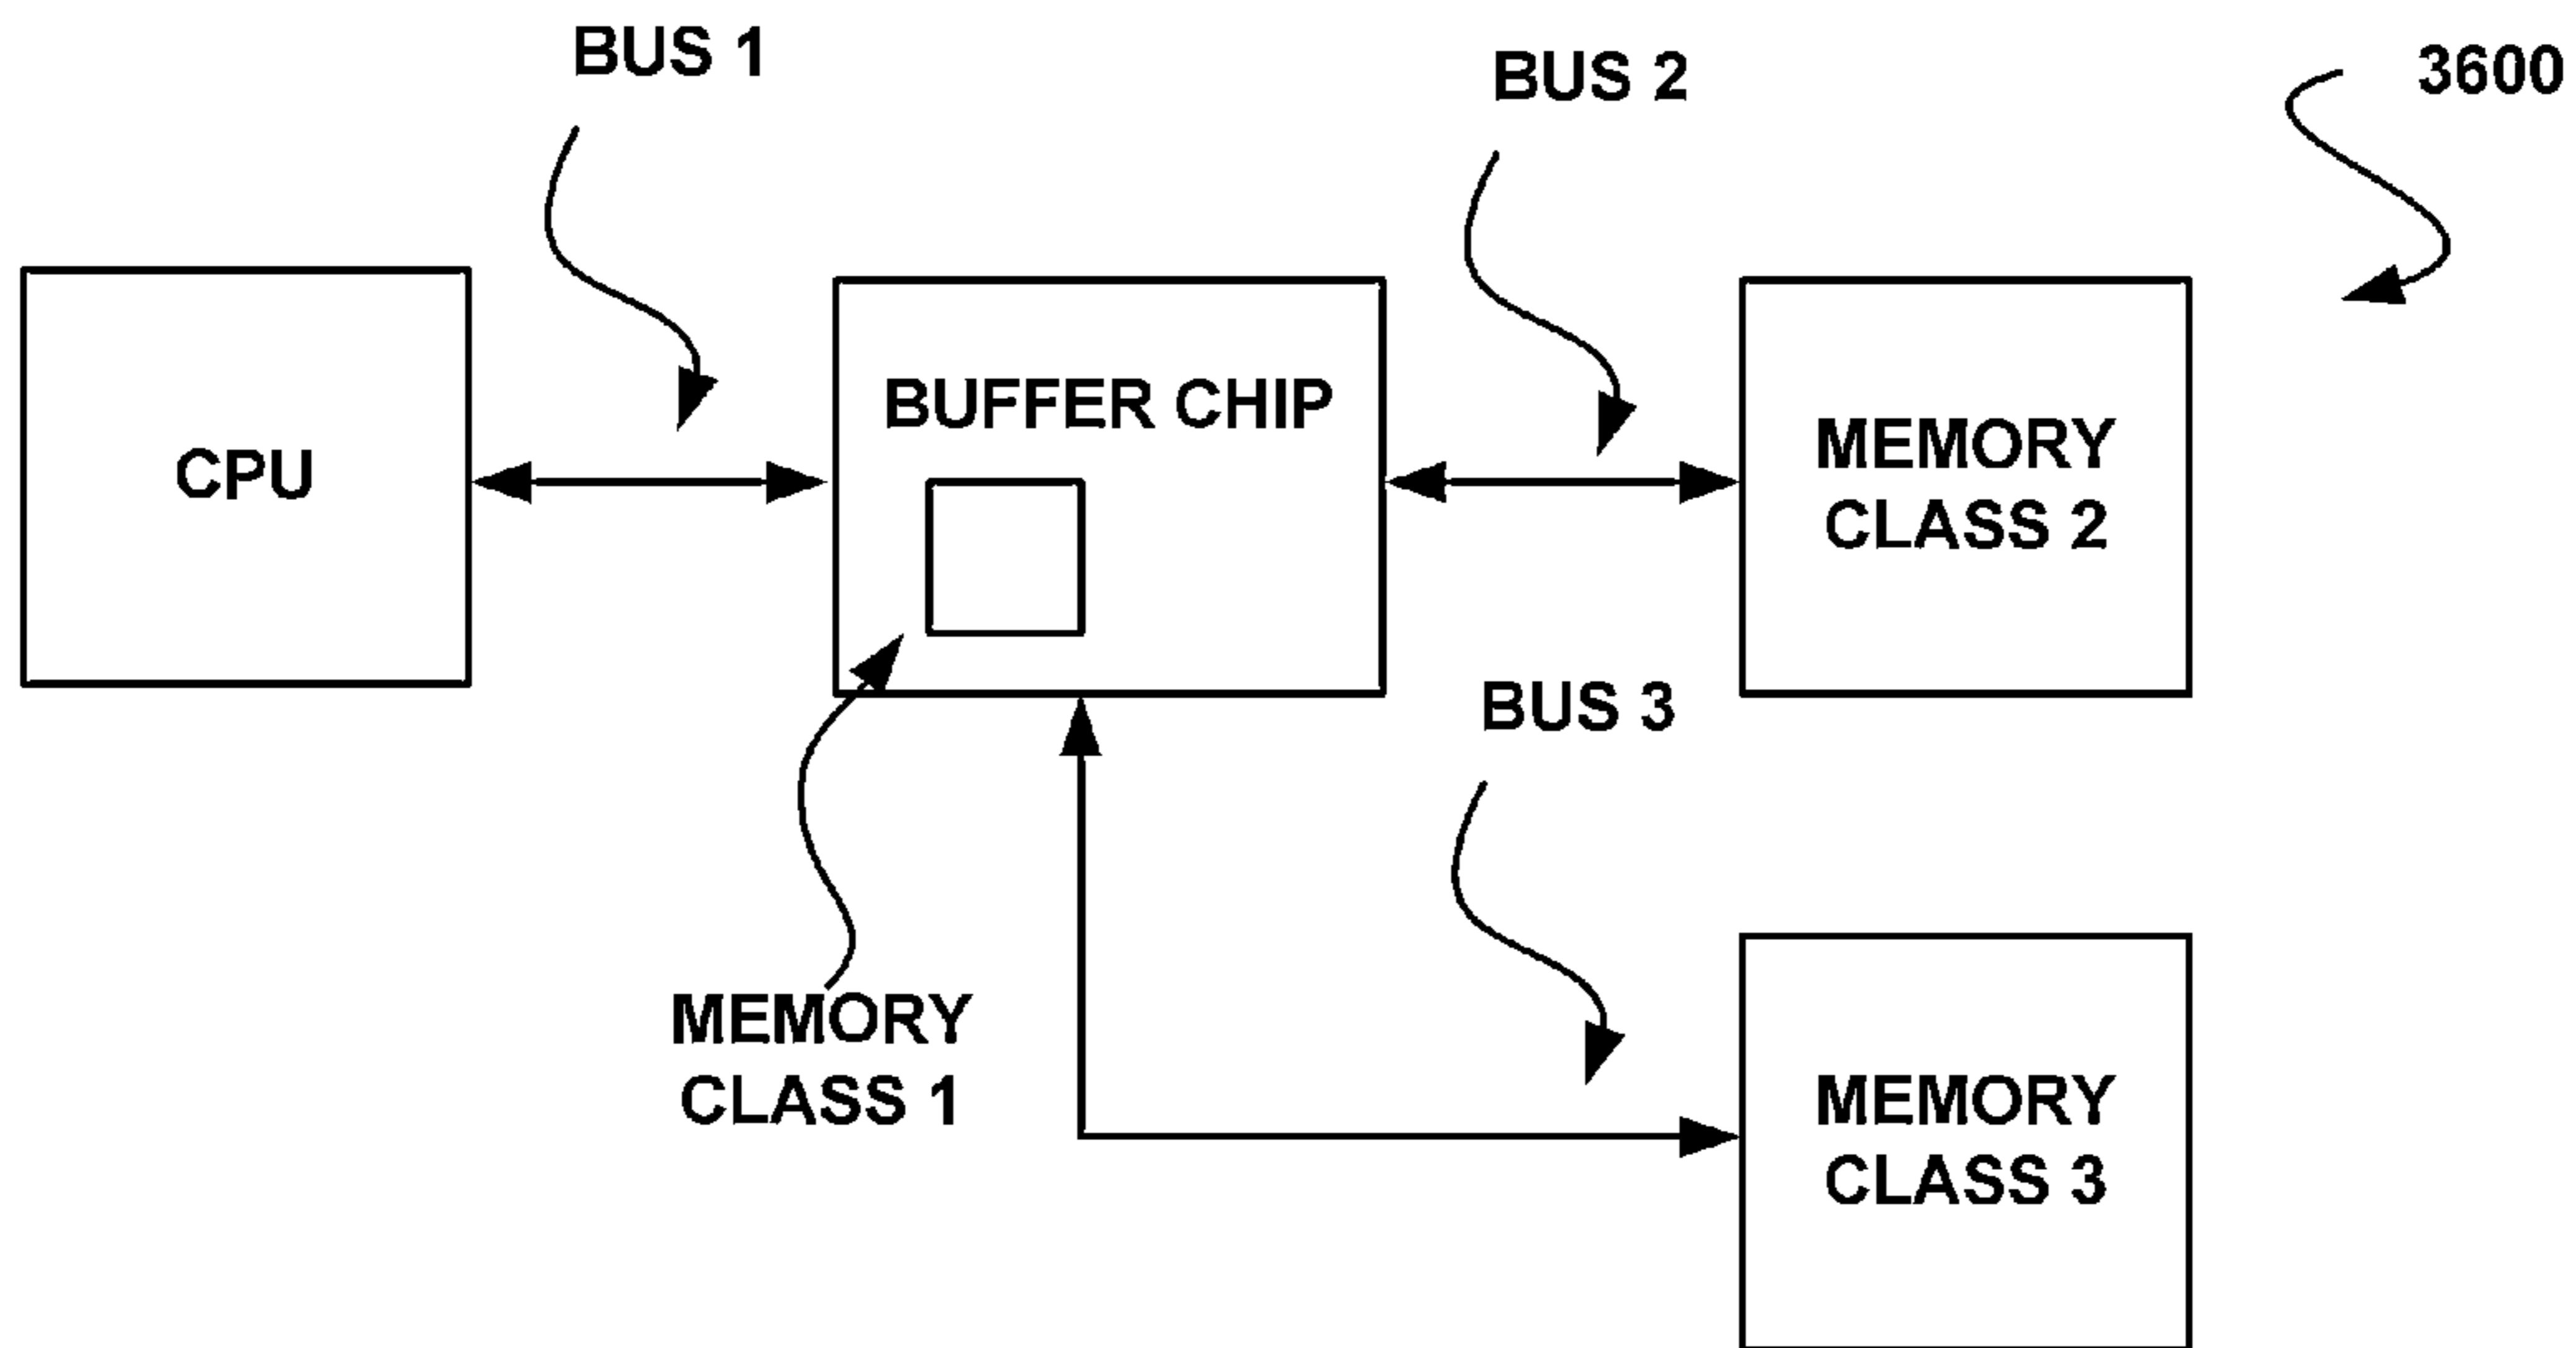 BUS 1
BUS 2
3600
CPU
BUFFER CHIP
MEMORY
CLASS 2
BUS 3
MEMORY
CLASS 1
MEMORY
CLASS 3